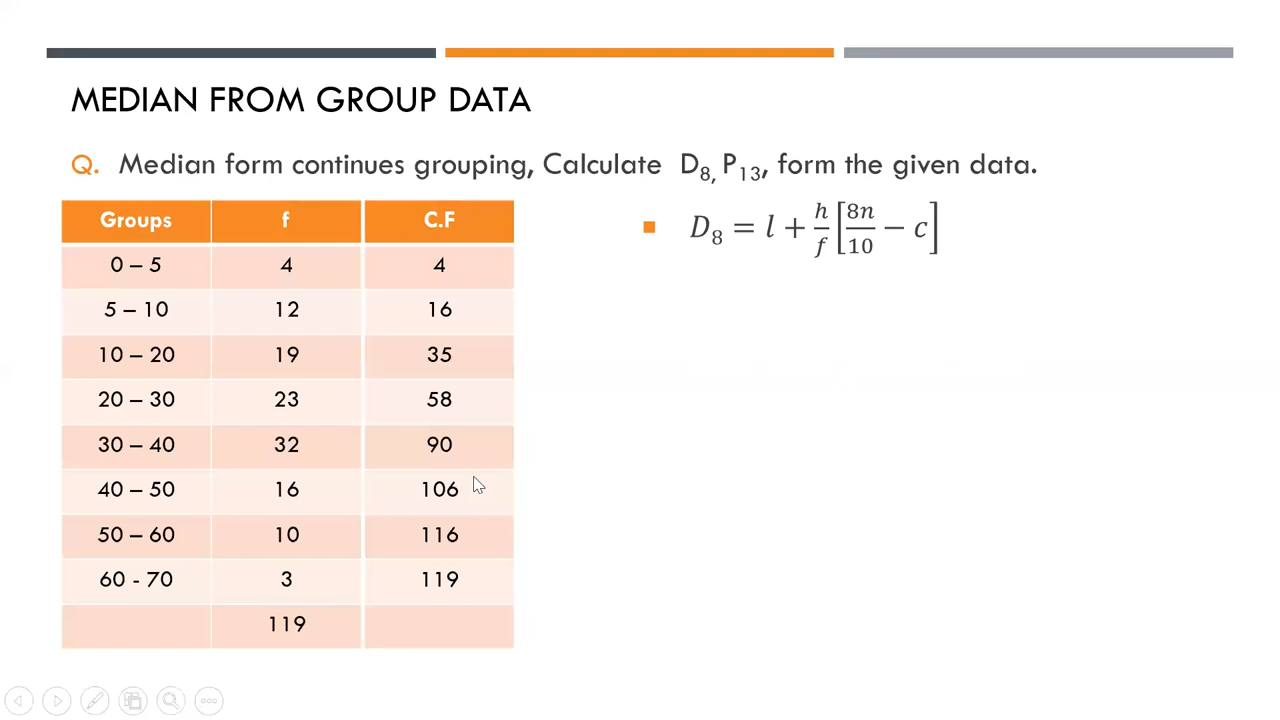 MEDIAN FROM GROUP DATA
Q. Median form continues grouping, Calculate D₈, P₁₃, form the given data.
Groups f C.F
0 – 5 4 4
5 – 10 12 16
10 – 20 19 35
20 – 30 23 58
30 – 40 32 90
40 – 50 16 106
50 – 60 10 116
60 - 70 3 119
119
D₈ = l + h/f [8n/10 − c]